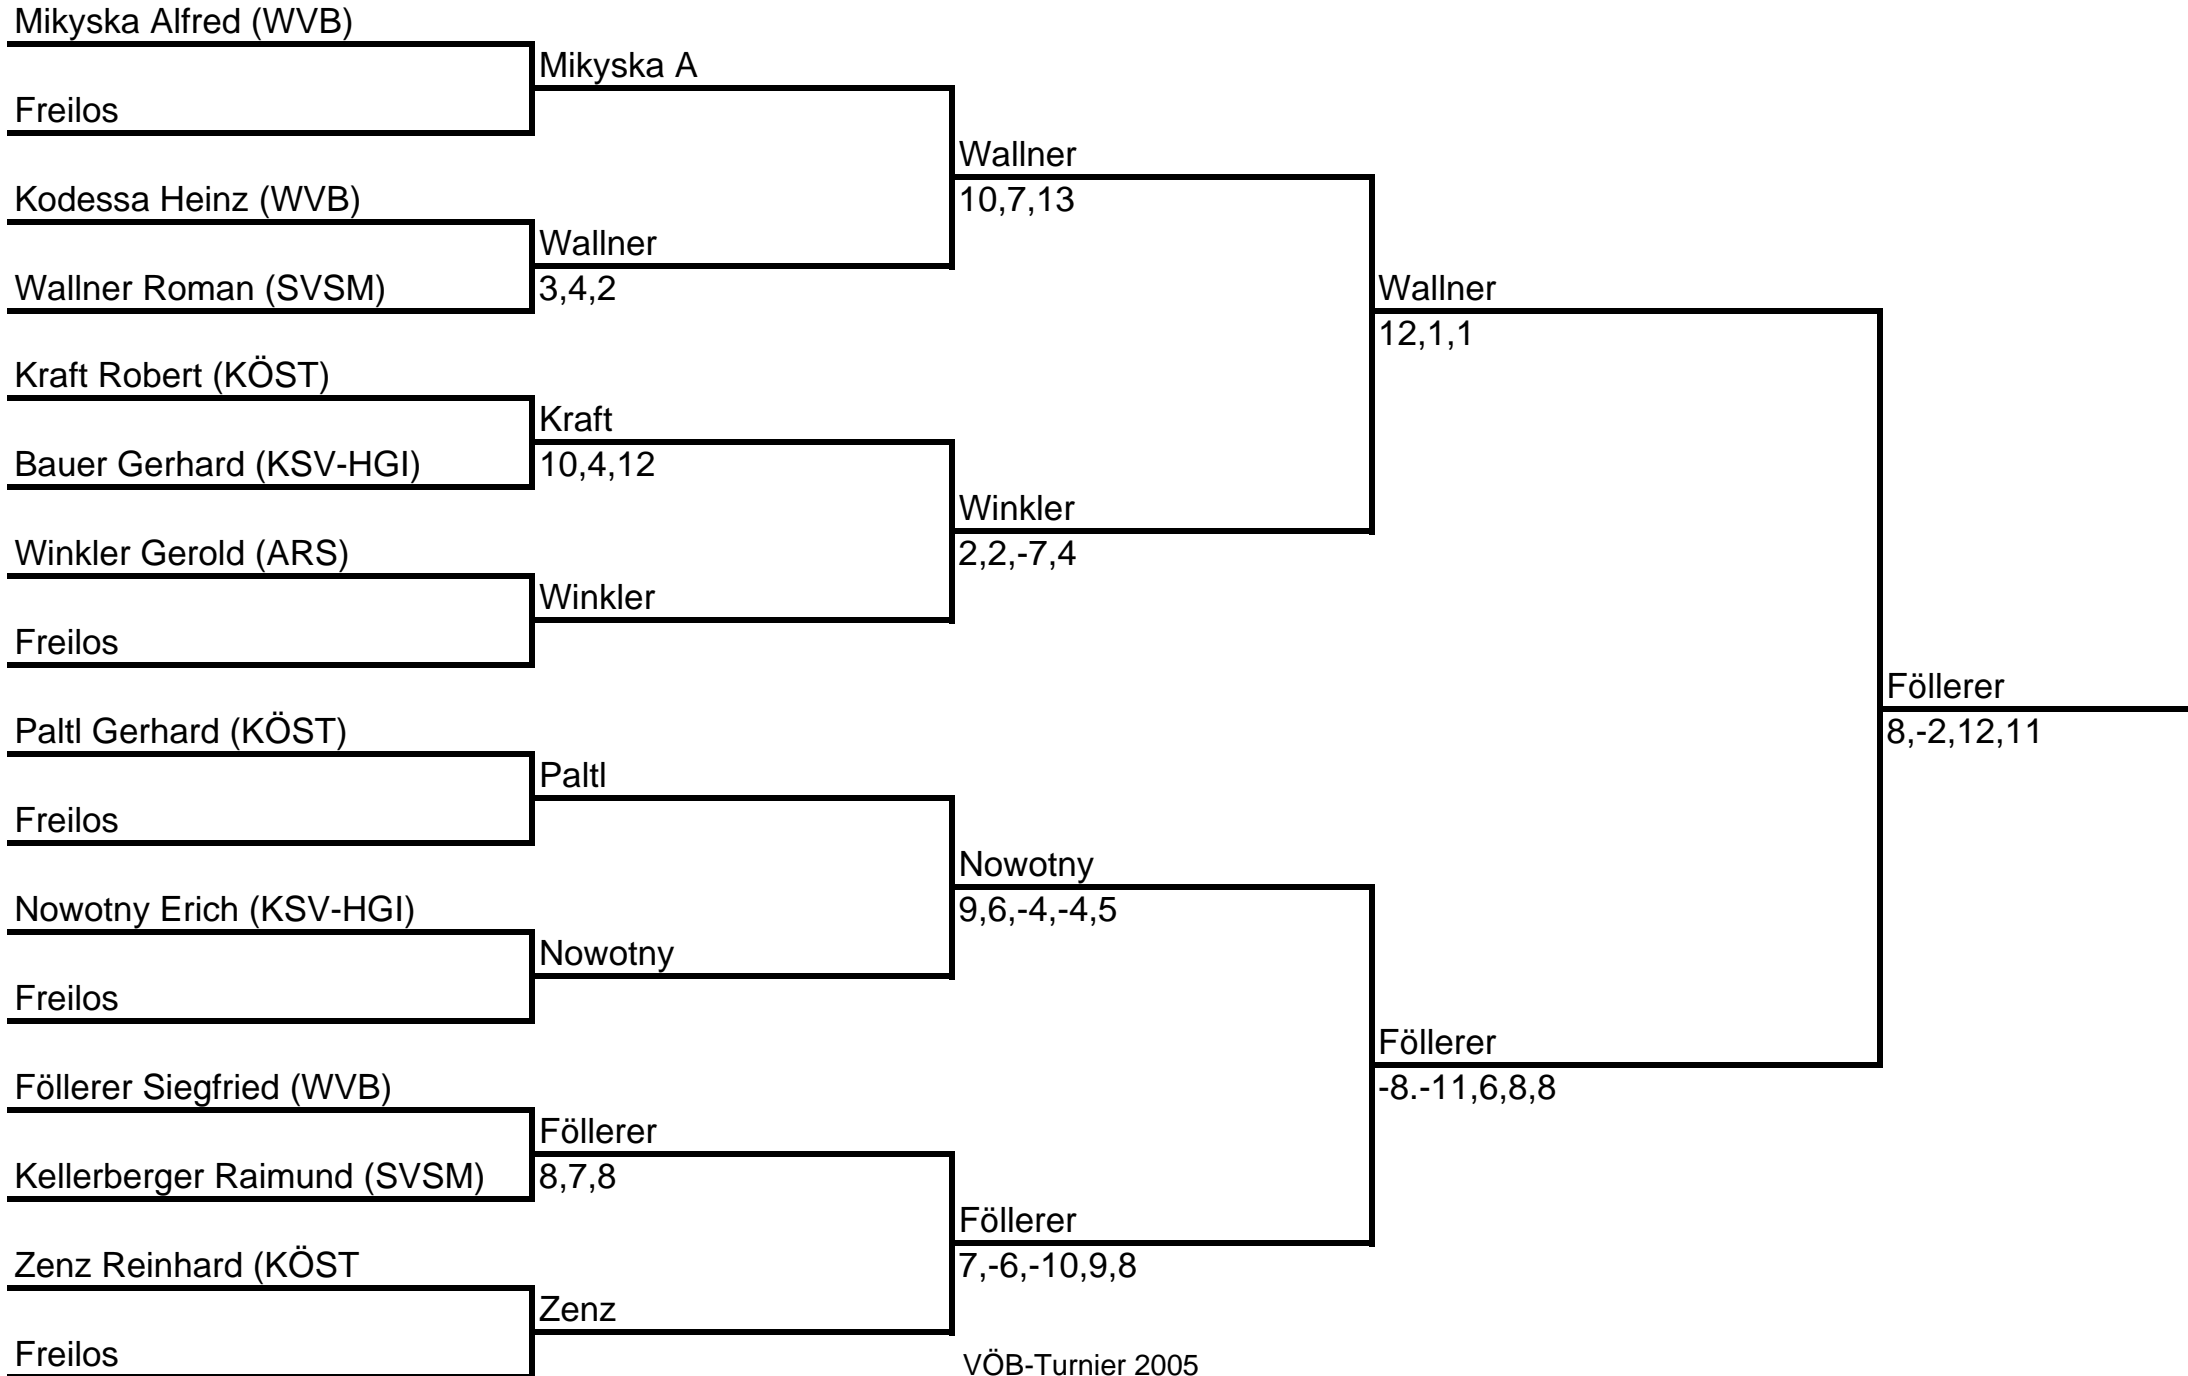 Mikyska Alfred (WVB)
Mikyska A
Freilos
Wallner
Kodessa Heinz (WVB)
10,7,13
Wallner
Wallner Roman (SVSM)
3,4,2
Wallner
12,1,1
Kraft Robert (KÖST)
Kraft
Bauer Gerhard (KSV-HGI)
10,4,12
Winkler
Winkler Gerold (ARS)
2,2,-7,4
Winkler
Freilos
Föllerer
Paltl Gerhard (KÖST)
8,-2,12,11
Paltl
Freilos
Nowotny
Nowotny Erich (KSV-HGI)
9,6,-4,-4,5
Nowotny
Freilos
Föllerer
Föllerer Siegfried (WVB)
-8.-11,6,8,8
Föllerer
Kellerberger Raimund (SVSM)
8,7,8
Föllerer
Zenz Reinhard (KÖST
7,-6,-10,9,8
Zenz
Freilos
VÖB-Turnier 2005